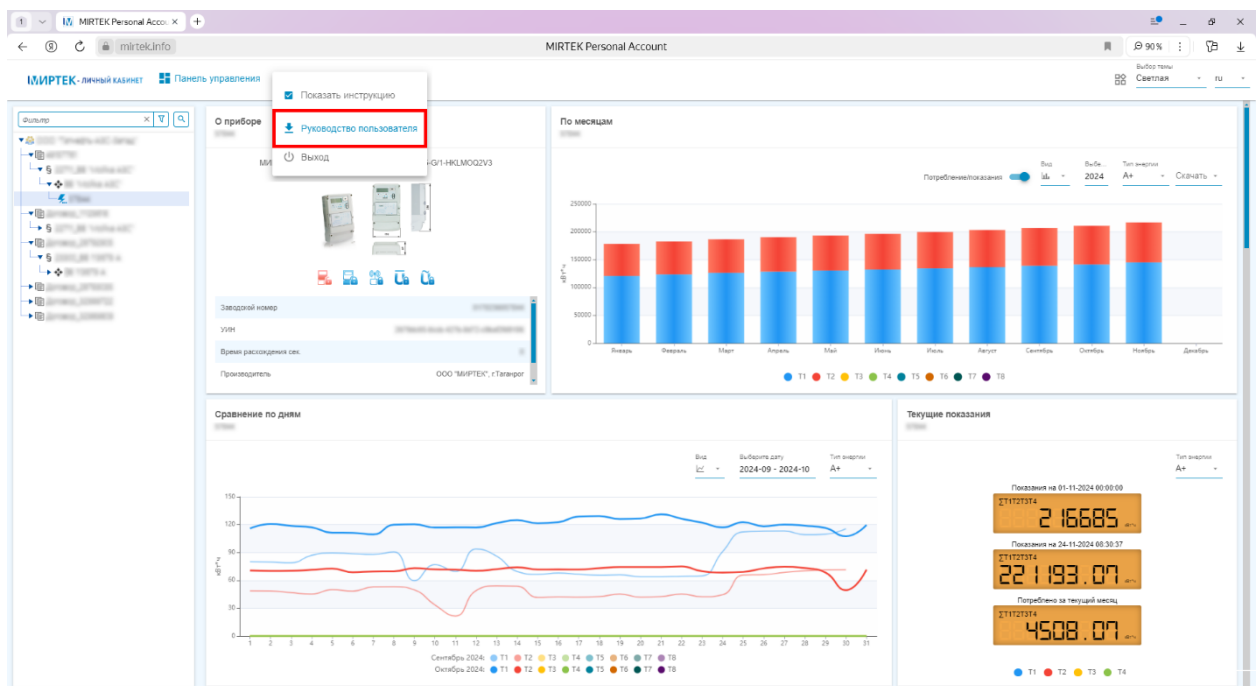 1
МИРТЕК Personal Accou
mirtek.info
MIRTEK Personal Account
90 %
МИРТЕК - ЛИЧНЫЙ КАБИНЕТ
Панель управления
Выбор темы
Светлая
ru
Показать инструкцию
Руководство пользователя
Выход
Фильтр
О приборе
-G/1-HKLMOQ2V3
Заводской номер
УИН
Время расхождения сек
Производитель
ООО "МИРТЕК", г.Таганрог
По месяцам
Потребление/показания
Вид
Выбе...
2024
Тип энергии
A+
Скачать
250000
200000
150000
100000
50000
0
кВт*ч
Январь Февраль Март Апрель Май Июнь Июль Август Сентябрь Октябрь Ноябрь Декабрь
T1 T2 T3 T4 T5 T6 T7 T8
Сравнение по дням
Вид
Выберите дату
2024-09 - 2024-10
Тип энергии
A+
150
120
90
60
30
0
кВт*ч
1 2 3 4 5 6 7 8 9 10 11 12 13 14 15 16 17 18 19 20 21 22 23 24 25 26 27 28 29 30 31
Сентябрь 2024: T1 T2 T3 T4 T5 T6 T7 T8
Октябрь 2024: T1 T2 T3 T4 T5 T6 T7 T8
Текущие показания
Тип энергии
A+
Показания на 01-11-2024 00:00:00
ΣT1T2T3T4
216685
Показания на 24-11-2024 08:30:37
ΣT1T2T3T4
221193.07
Потреблено за текущий месяц
ΣT1T2T3T4
4508.07
T1 T2 T3 T4